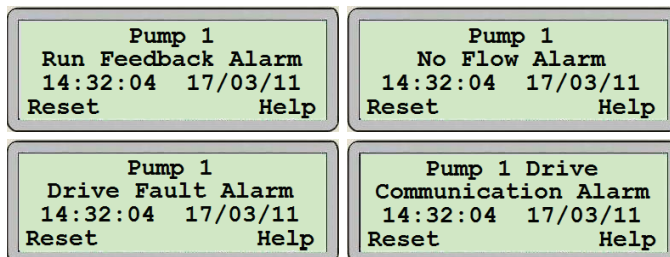 Pump 1
Run Feedback Alarm
14:32:04 17/03/11
Reset Help
Pump 1
No Flow Alarm
14:32:04 17/03/11
Reset Help
Pump 1
Drive Fault Alarm
14:32:04 17/03/11
Reset Help
Pump 1 Drive
Communication Alarm
14:32:04 17/03/11
Reset Help